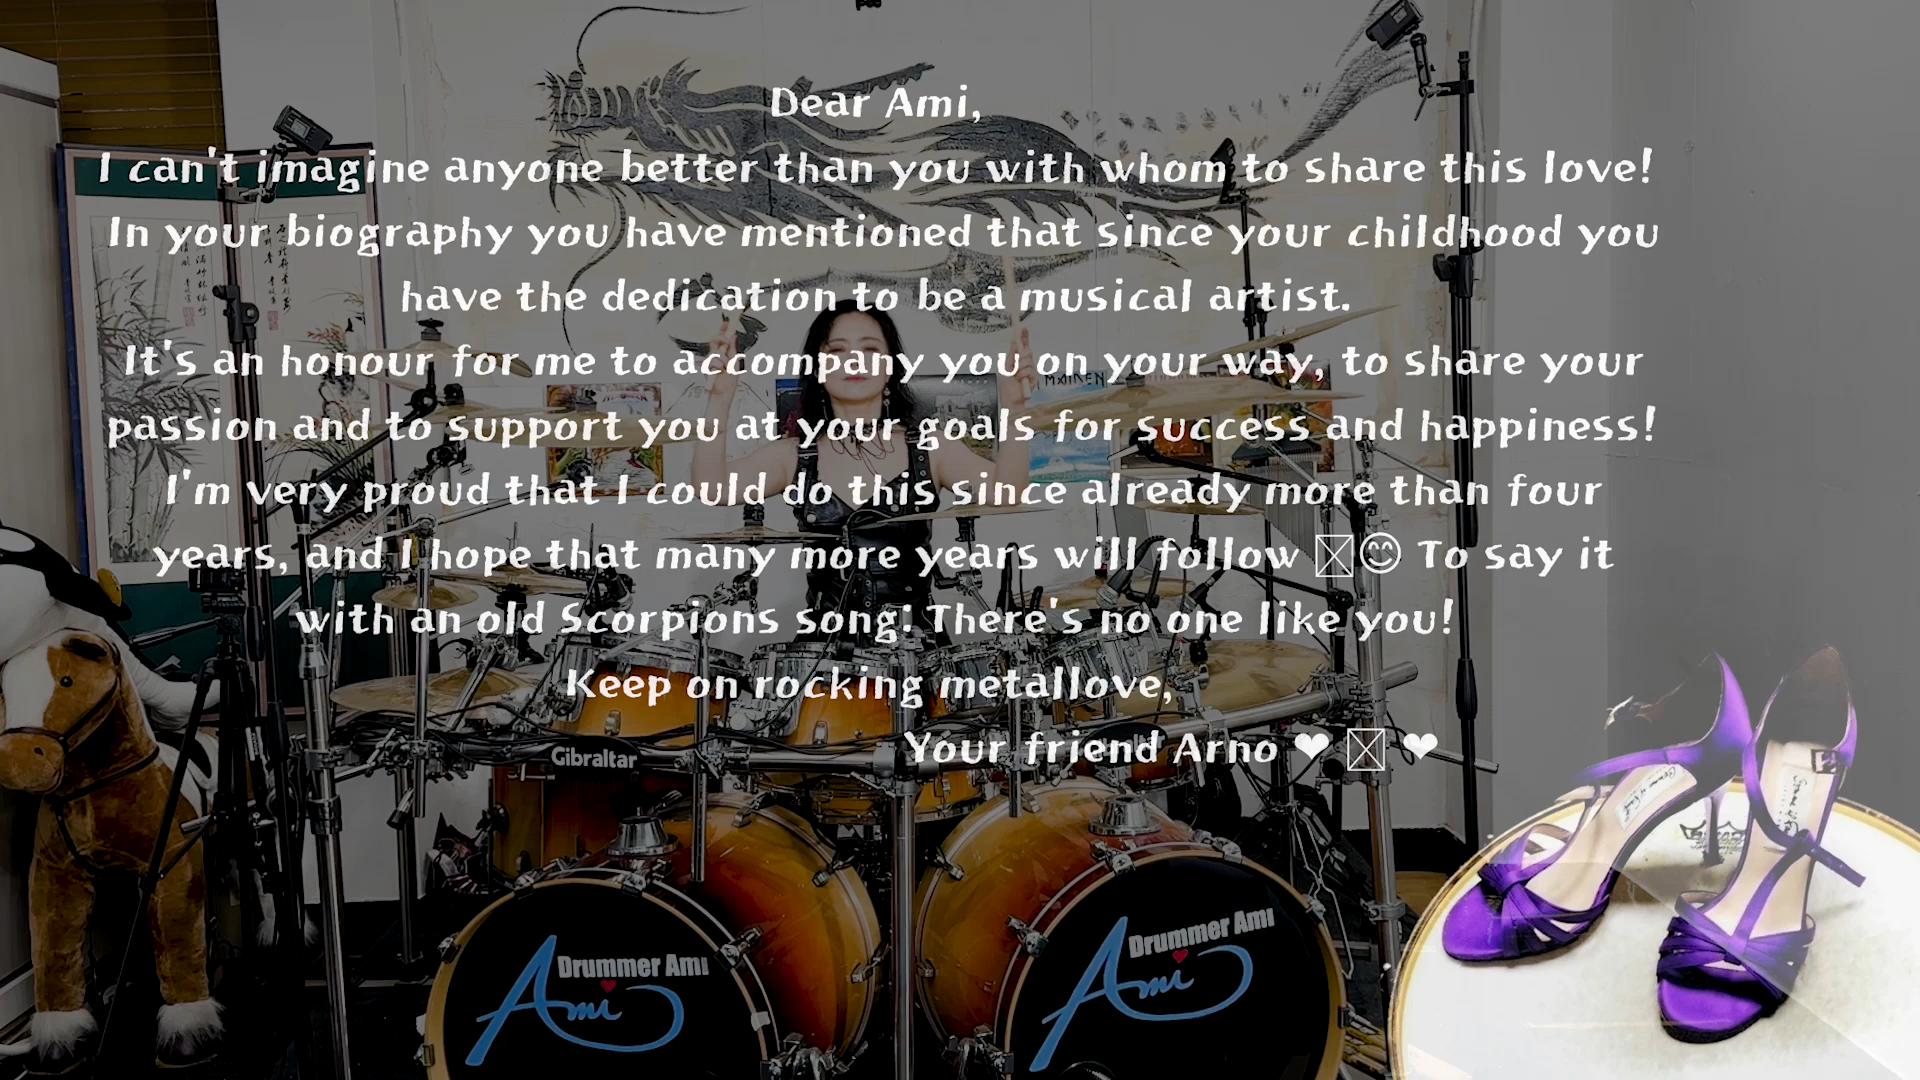 Dear Ami,
I can't imagine anyone better than you with whom to share this love!
In your biography you have mentioned that since your childhood you
have the dedication to be a musical artist.
It's an honour for me to accompany you on your way, to share your
passion and to support you at your goals for success and happiness!
I'm very proud that I could do this since already more than four
years, and I hope that many more years will follow 😊 To say it
with an old Scorpions song: There's no one like you!
Keep on rocking metallove,
Your friend Arno ❤ ❤
MAIDEN
Gibraltar
Drummer Ami
Ami
Drummer Ami
Ami